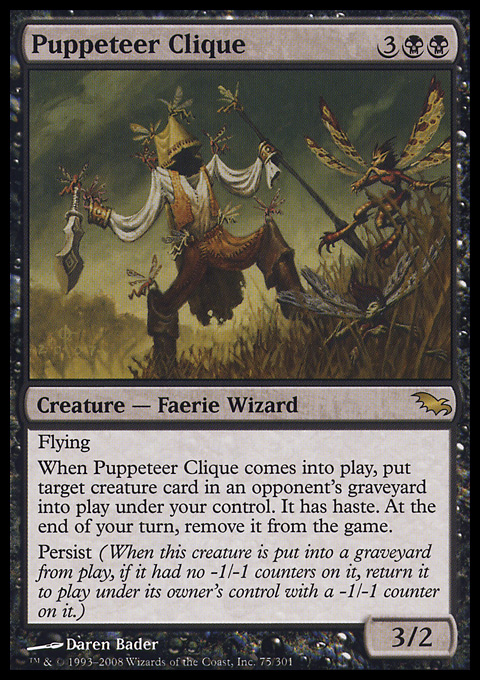 Puppeteer Clique 3
Creature — Faerie Wizard
Flying
When Puppeteer Clique comes into play, put
target creature card in an opponent's graveyard
into play under your control. It has haste. At the
end of your turn, remove it from the game.
Persist (When this creature is put into a graveyard
from play, if it had no -1/-1 counters on it, return it
to play under its owner's control with a -1/-1 counter
on it.)
Daren Bader
3/2
™ & © 1993–2008 Wizards of the Coast, Inc. 75/301